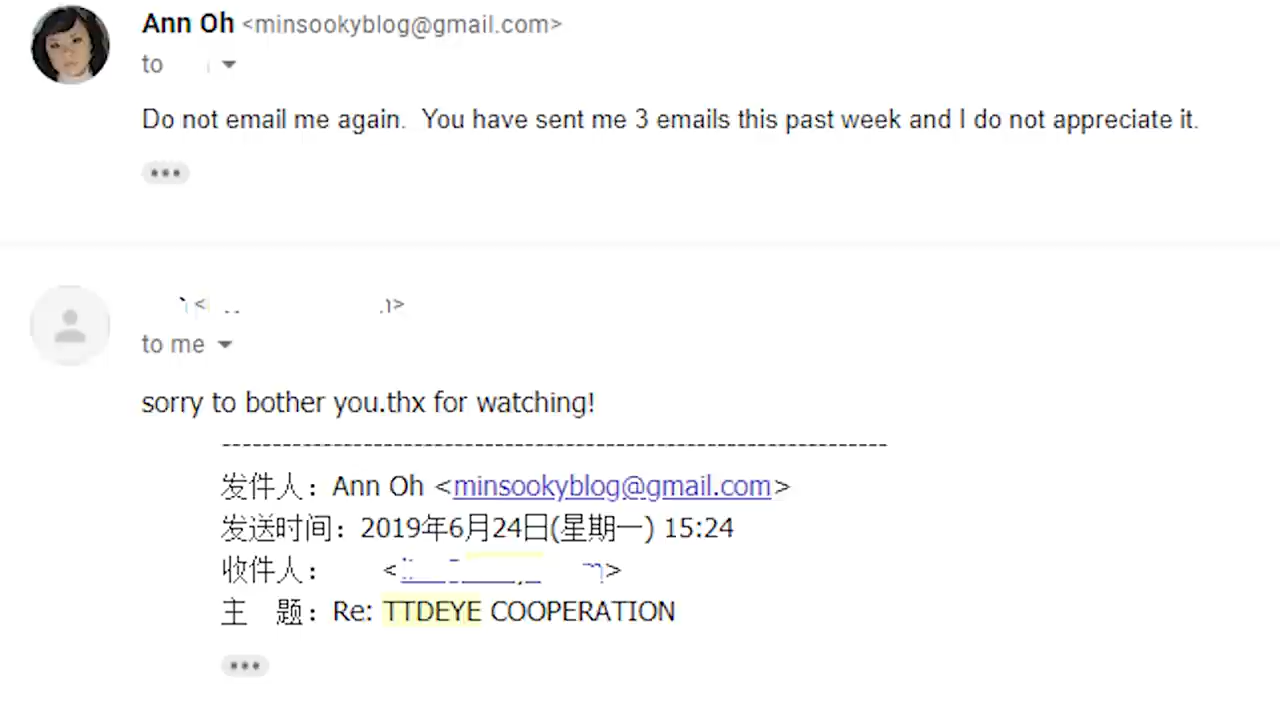 Ann Oh <minsookyblog@gmail.com>
to
Do not email me again. You have sent me 3 emails this past week and I do not appreciate it.
to me
sorry to bother you.thx for watching!
发件人：Ann Oh <minsookyblog@gmail.com>
发送时间：2019年6月24日(星期一) 15:24
收件人：
主 题：Re: TTDEYE COOPERATION